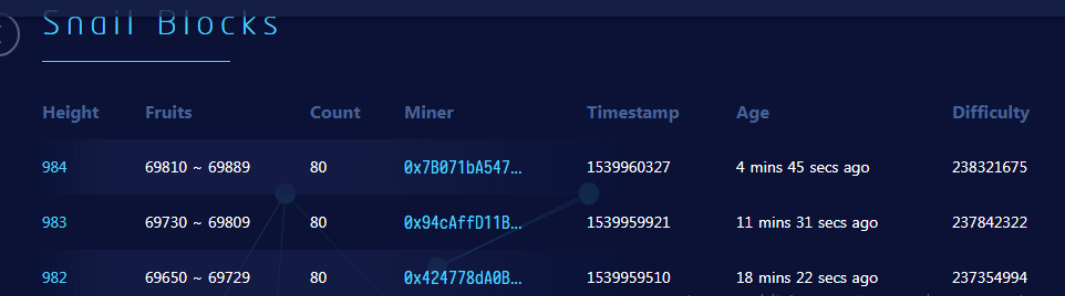 Snail Blocks
Height Fruits Count Miner Timestamp Age Difficulty
984 69810 ~ 69889 80 0x7B071bA547... 1539960327 4 mins 45 secs ago 238321675
983 69730 ~ 69809 80 0x94cAffD11B... 1539959921 11 mins 31 secs ago 237842322
982 69650 ~ 69729 80 0x424778dA0B... 1539959510 18 mins 22 secs ago 237354994